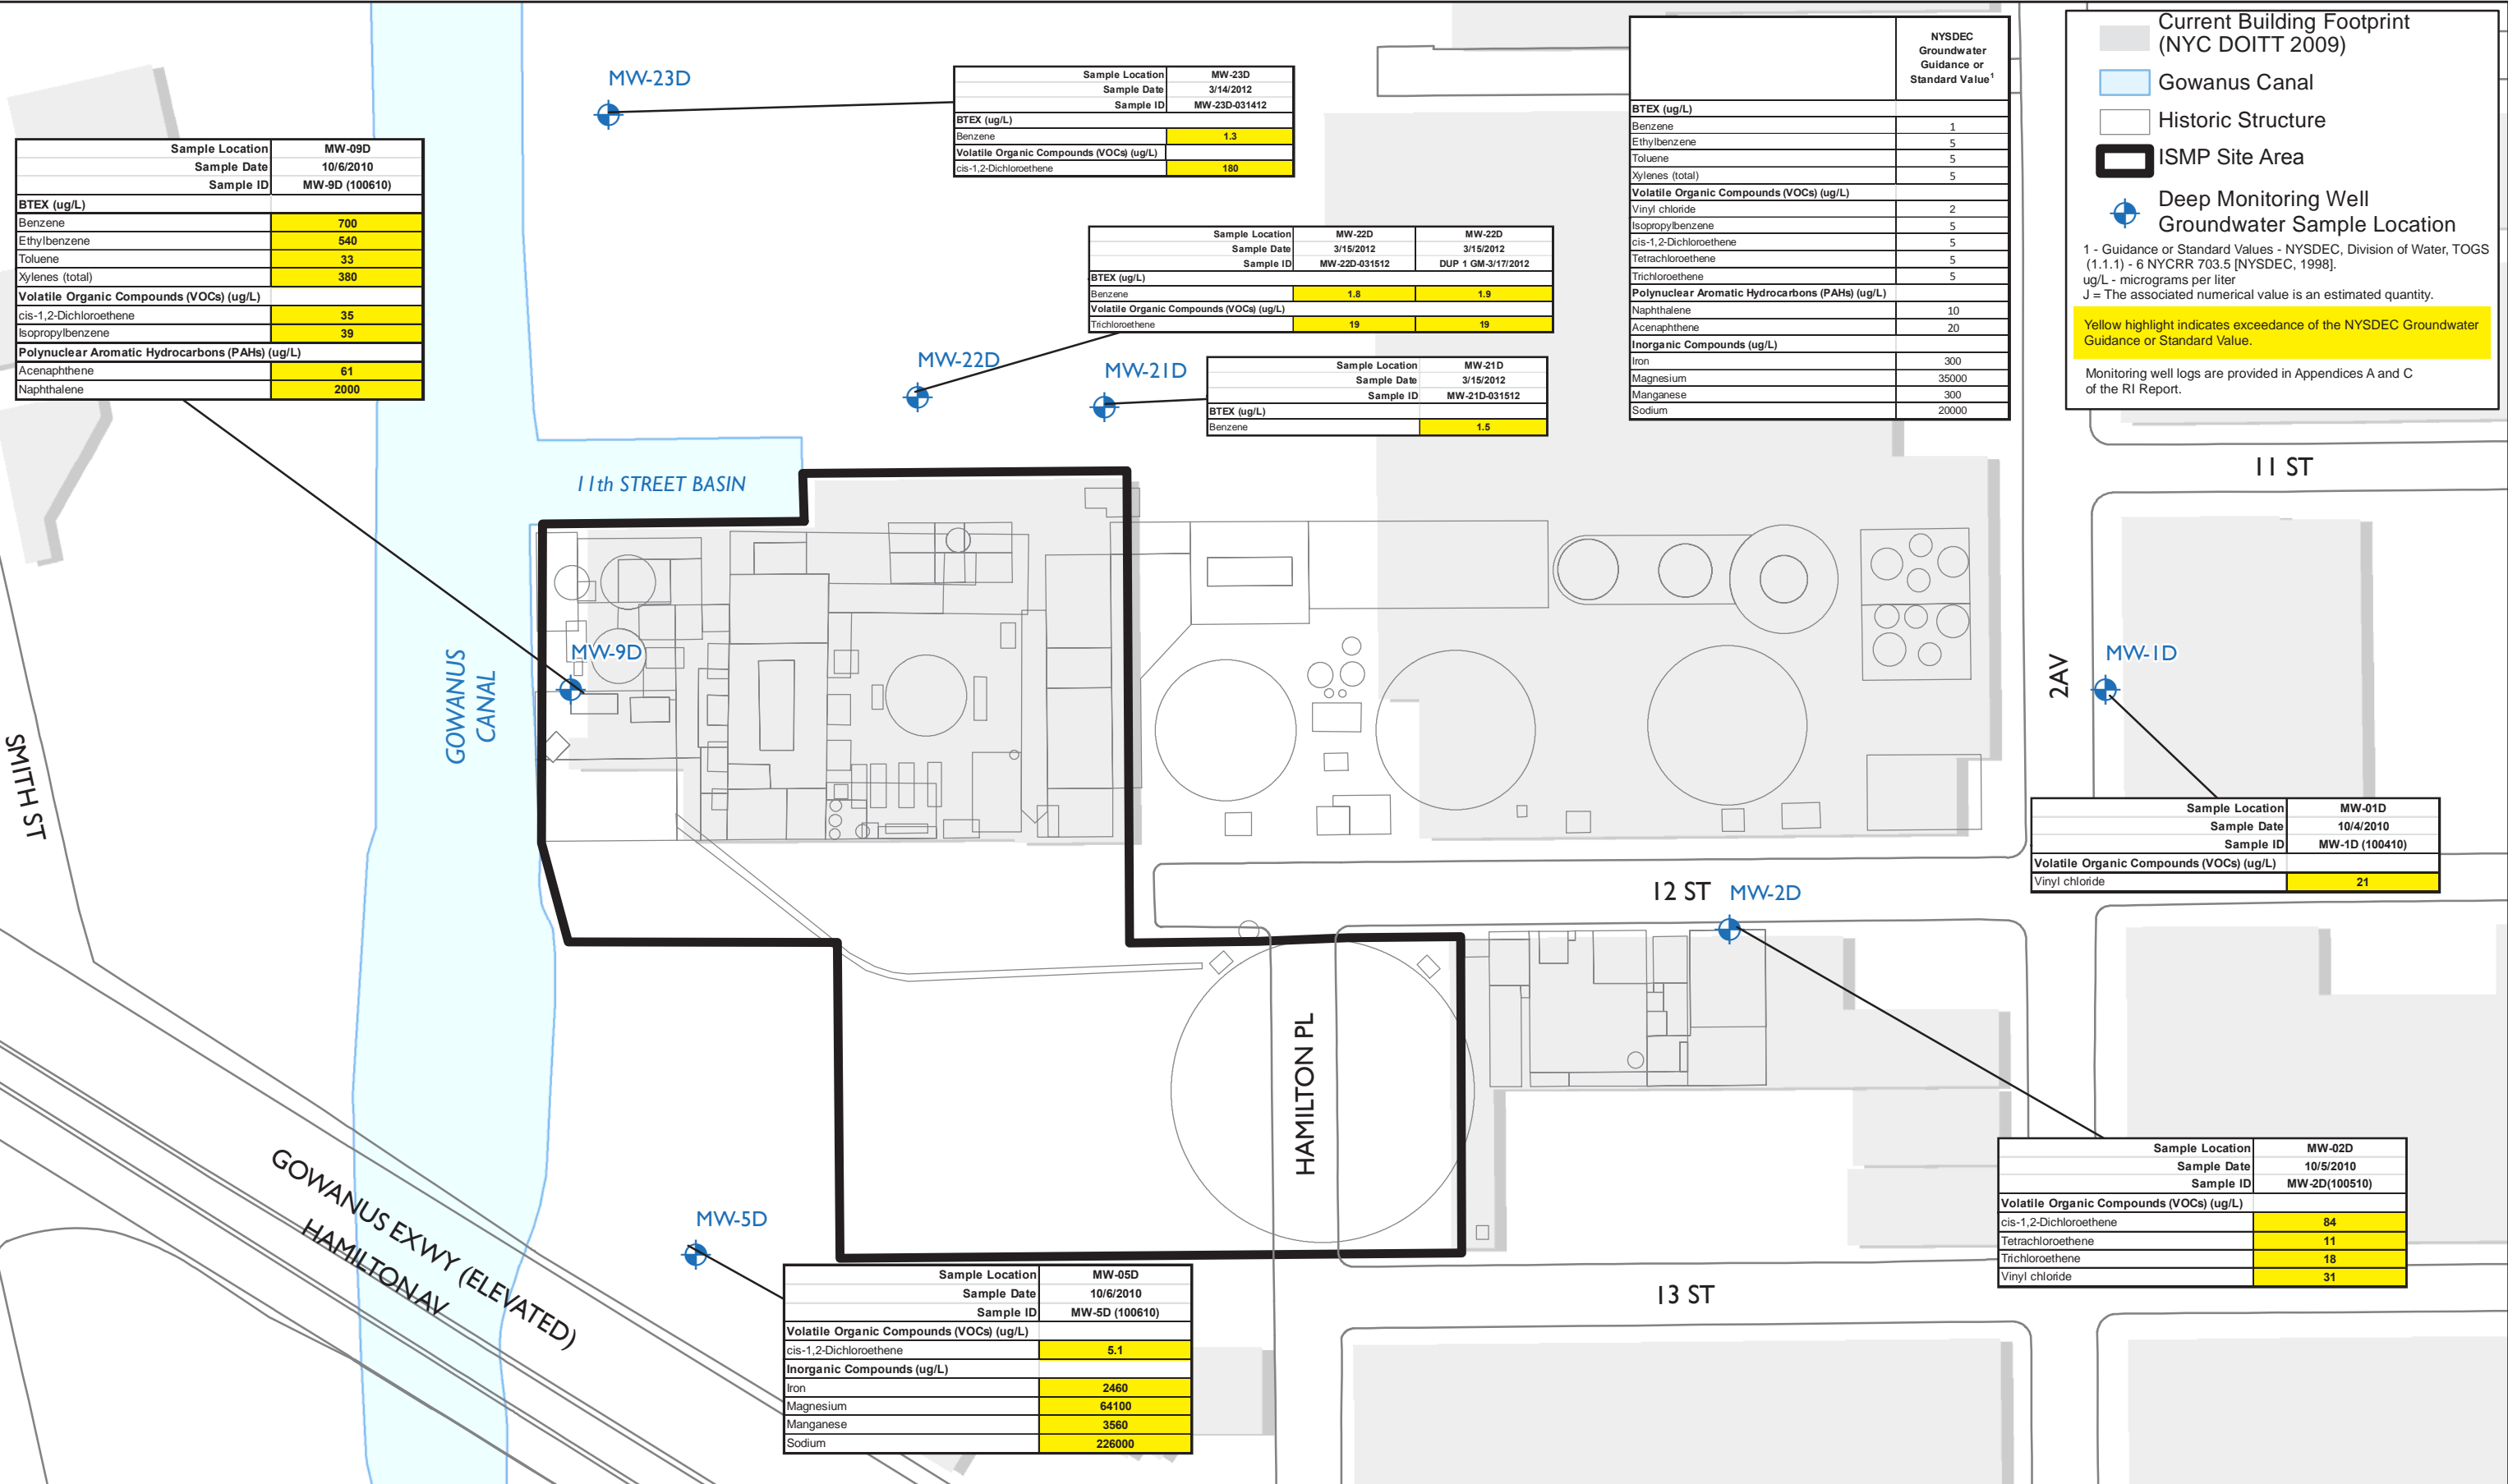 MW-23D
Sample Location MW-23D
Sample Date 3/14/2012
Sample ID MW-23D-031412
BTEX (ug/L)
Benzene 1.3
Volatile Organic Compounds (VOCs) (ug/L)
cis-1,2-Dichloroethene 180
NYSDEC
Groundwater
Guidance or
Standard Value1
BTEX (ug/L)
Benzene 1
Ethylbenzene 5
Toluene 5
Xylenes (total) 5
Volatile Organic Compounds (VOCs) (ug/L)
Vinyl chloride 2
Isopropylbenzene 5
cis-1,2-Dichloroethene 5
Tetrachloroethene 5
Trichloroethene 5
Polynuclear Aromatic Hydrocarbons (PAHs) (ug/L)
Naphthalene 10
Acenaphthene 20
Inorganic Compounds (ug/L)
Iron 300
Magnesium 35000
Manganese 300
Sodium 20000
Current Building Footprint
(NYC DOITT 2009)
Gowanus Canal
Historic Structure
ISMP Site Area
Deep Monitoring Well
Groundwater Sample Location
1 - Guidance or Standard Values - NYSDEC, Division of Water, TOGS
(1.1.1) - 6 NYCRR 703.5 [NYSDEC, 1998].
ug/L - micrograms per liter
J = The associated numerical value is an estimated quantity.
Yellow highlight indicates exceedance of the NYSDEC Groundwater
Guidance or Standard Value.
Monitoring well logs are provided in Appendices A and C
of the RI Report.
Sample Location MW-09D
Sample Date 10/6/2010
Sample ID MW-9D (100610)
BTEX (ug/L)
Benzene 700
Ethylbenzene 540
Toluene 33
Xylenes (total) 380
Volatile Organic Compounds (VOCs) (ug/L)
cis-1,2-Dichloroethene 35
Isopropylbenzene 39
Polynuclear Aromatic Hydrocarbons (PAHs) (ug/L)
Acenaphthene 61
Naphthalene 2000
Sample Location MW-22D MW-22D
Sample Date 3/15/2012 3/15/2012
Sample ID MW-22D-031512 DUP 1 GM-3/17/2012
BTEX (ug/L)
Benzene 1.8 1.9
Volatile Organic Compounds (VOCs) (ug/L)
Trichloroethene 19 19
MW-22D
MW-21D
Sample Location MW-21D
Sample Date 3/15/2012
Sample ID MW-21D-031512
BTEX (ug/L)
Benzene 1.5
11th STREET BASIN
11 ST
MW-9D
GOWANUS
CANAL
2AV
MW-1D
SMITH ST
Sample Location MW-01D
Sample Date 10/4/2010
Sample ID MW-1D (100410)
Volatile Organic Compounds (VOCs) (ug/L)
Vinyl chloride 21
12 ST
MW-2D
HAMILTON PL
Sample Location MW-02D
Sample Date 10/5/2010
Sample ID MW-2D(100510)
Volatile Organic Compounds (VOCs) (ug/L)
cis-1,2-Dichloroethene 84
Tetrachloroethene 11
Trichloroethene 18
Vinyl chloride 31
GOWANUS EXWY (ELEVATED)
HAMILTON AV
MW-5D
13 ST
Sample Location MW-05D
Sample Date 10/6/2010
Sample ID MW-5D (100610)
Volatile Organic Compounds (VOCs) (ug/L)
cis-1,2-Dichloroethene 5.1
Inorganic Compounds (ug/L)
Iron 2460
Magnesium 64100
Manganese 3560
Sodium 226000